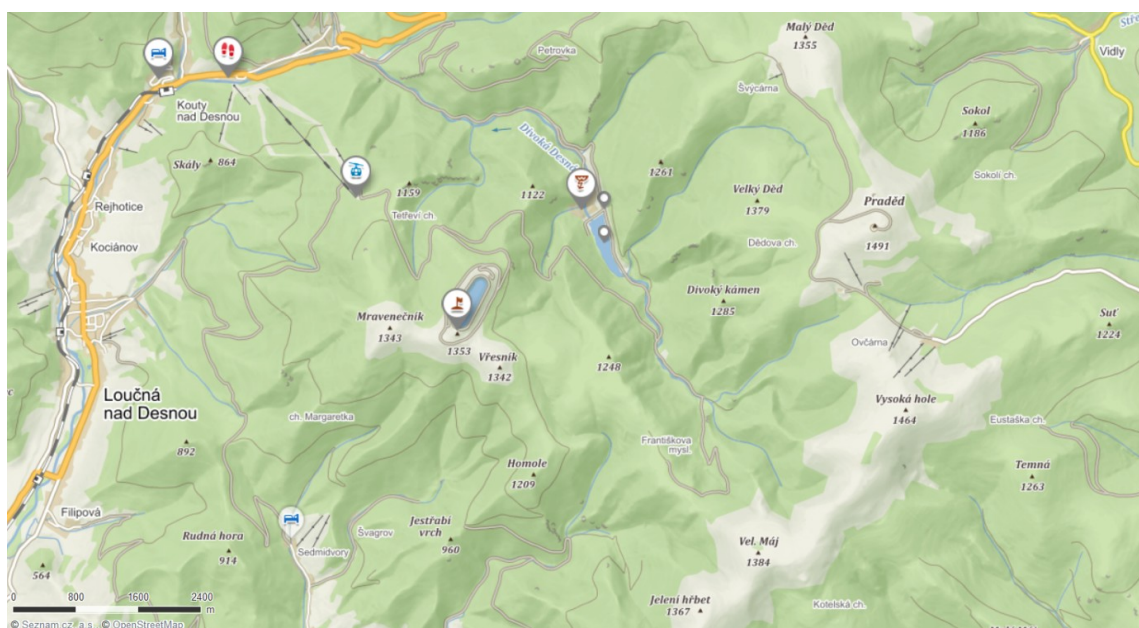 Malý Děd
1355
Vidly
Petrovka
Švýcárna
Kouty
nad Desnou
Sokol
1186
Divoká Desná
Skály 864
1261
Sokolí ch.
1159
1122
Velký Děd
1379
Praděd
1491
Rejhotice
Tetřeví ch.
Dědova ch.
Kociánov
Divoký kámen
1285
Mravenečník
1343
1353
Suť
1224
Ovčárna
Vřesník
1342
1248
Loučná
nad Desnou
Vysoká hole
1464
ch. Margaretka
Eustaška ch.
892
Františkova
mysl.
Homole
1209
Temná
1263
Filipová
Jestřabí
vrch
960
Švagrov
Rudná hora
914
Sedmidvory
Vel. Máj
1384
564
Jelení hřbet
1367
Kotelská ch.
0 800 1600 2400
m
© Seznam.cz, a.s., © OpenStreetMap